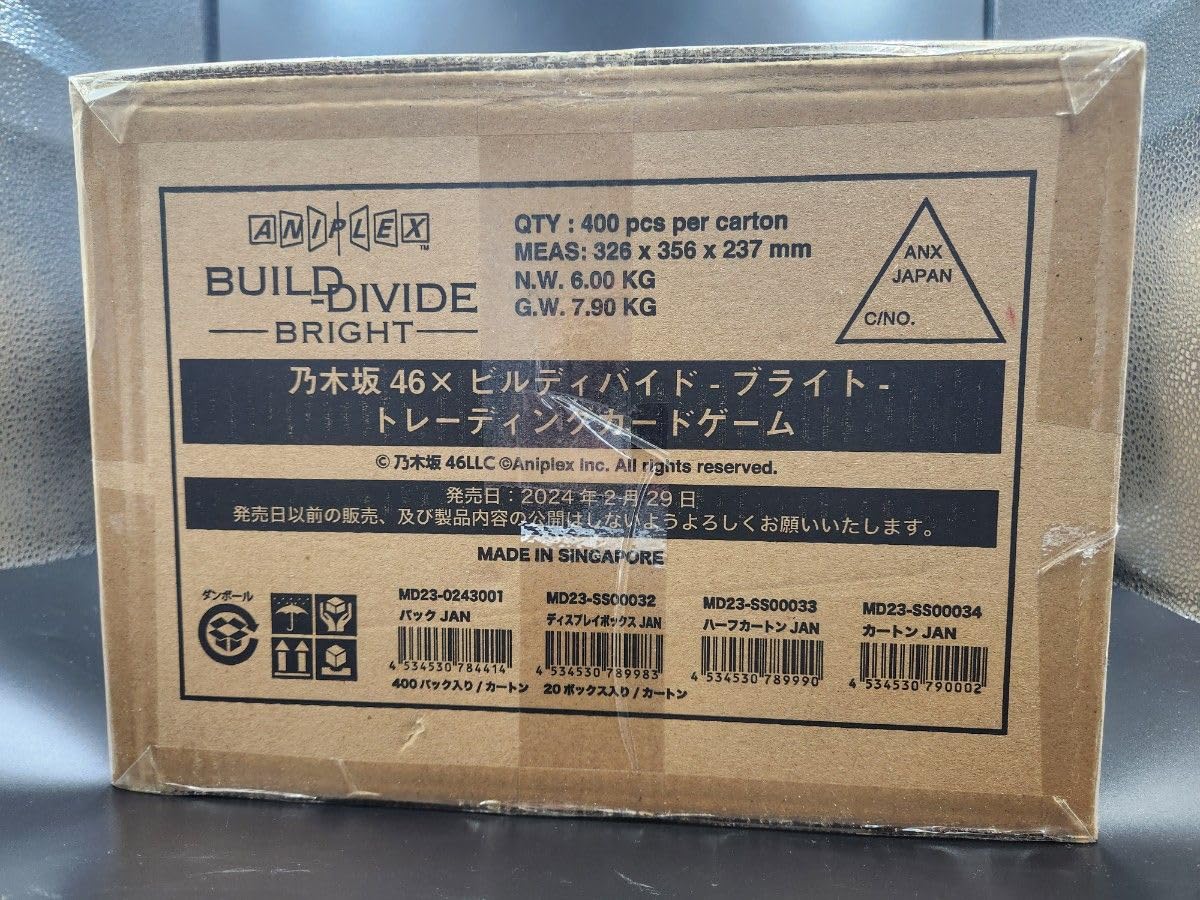 ANIPLEX™
BUILD-DIVIDE
BRIGHT
QTY : 400 pcs per carton
MEAS: 326 x 356 x 237 mm
N.W. 6.00 KG
G.W. 7.90 KG
ANX
JAPAN
C/NO.
乃木坂 46× ビルディバイド - ブライト -
トレーディングカードゲーム
© 乃木坂 46LLC ©Aniplex Inc. All rights reserved.
発売日：2024 年 2 月 29 日
発売日以前の販売、及び製品内容の公開はしないようよろしくお願いいたします。
MADE IN SINGAPORE
ダンボール
MD23-0243001
パック JAN
4 534530 784414
MD23-SS00032
ディスプレイボックス JAN
4 534530 789983
MD23-SS00033
ハーフカートン JAN
4 534530 789990
MD23-SS00034
カートン JAN
4 534530 790002
400 パック入り / カートン 20 ボックス入り / カートン